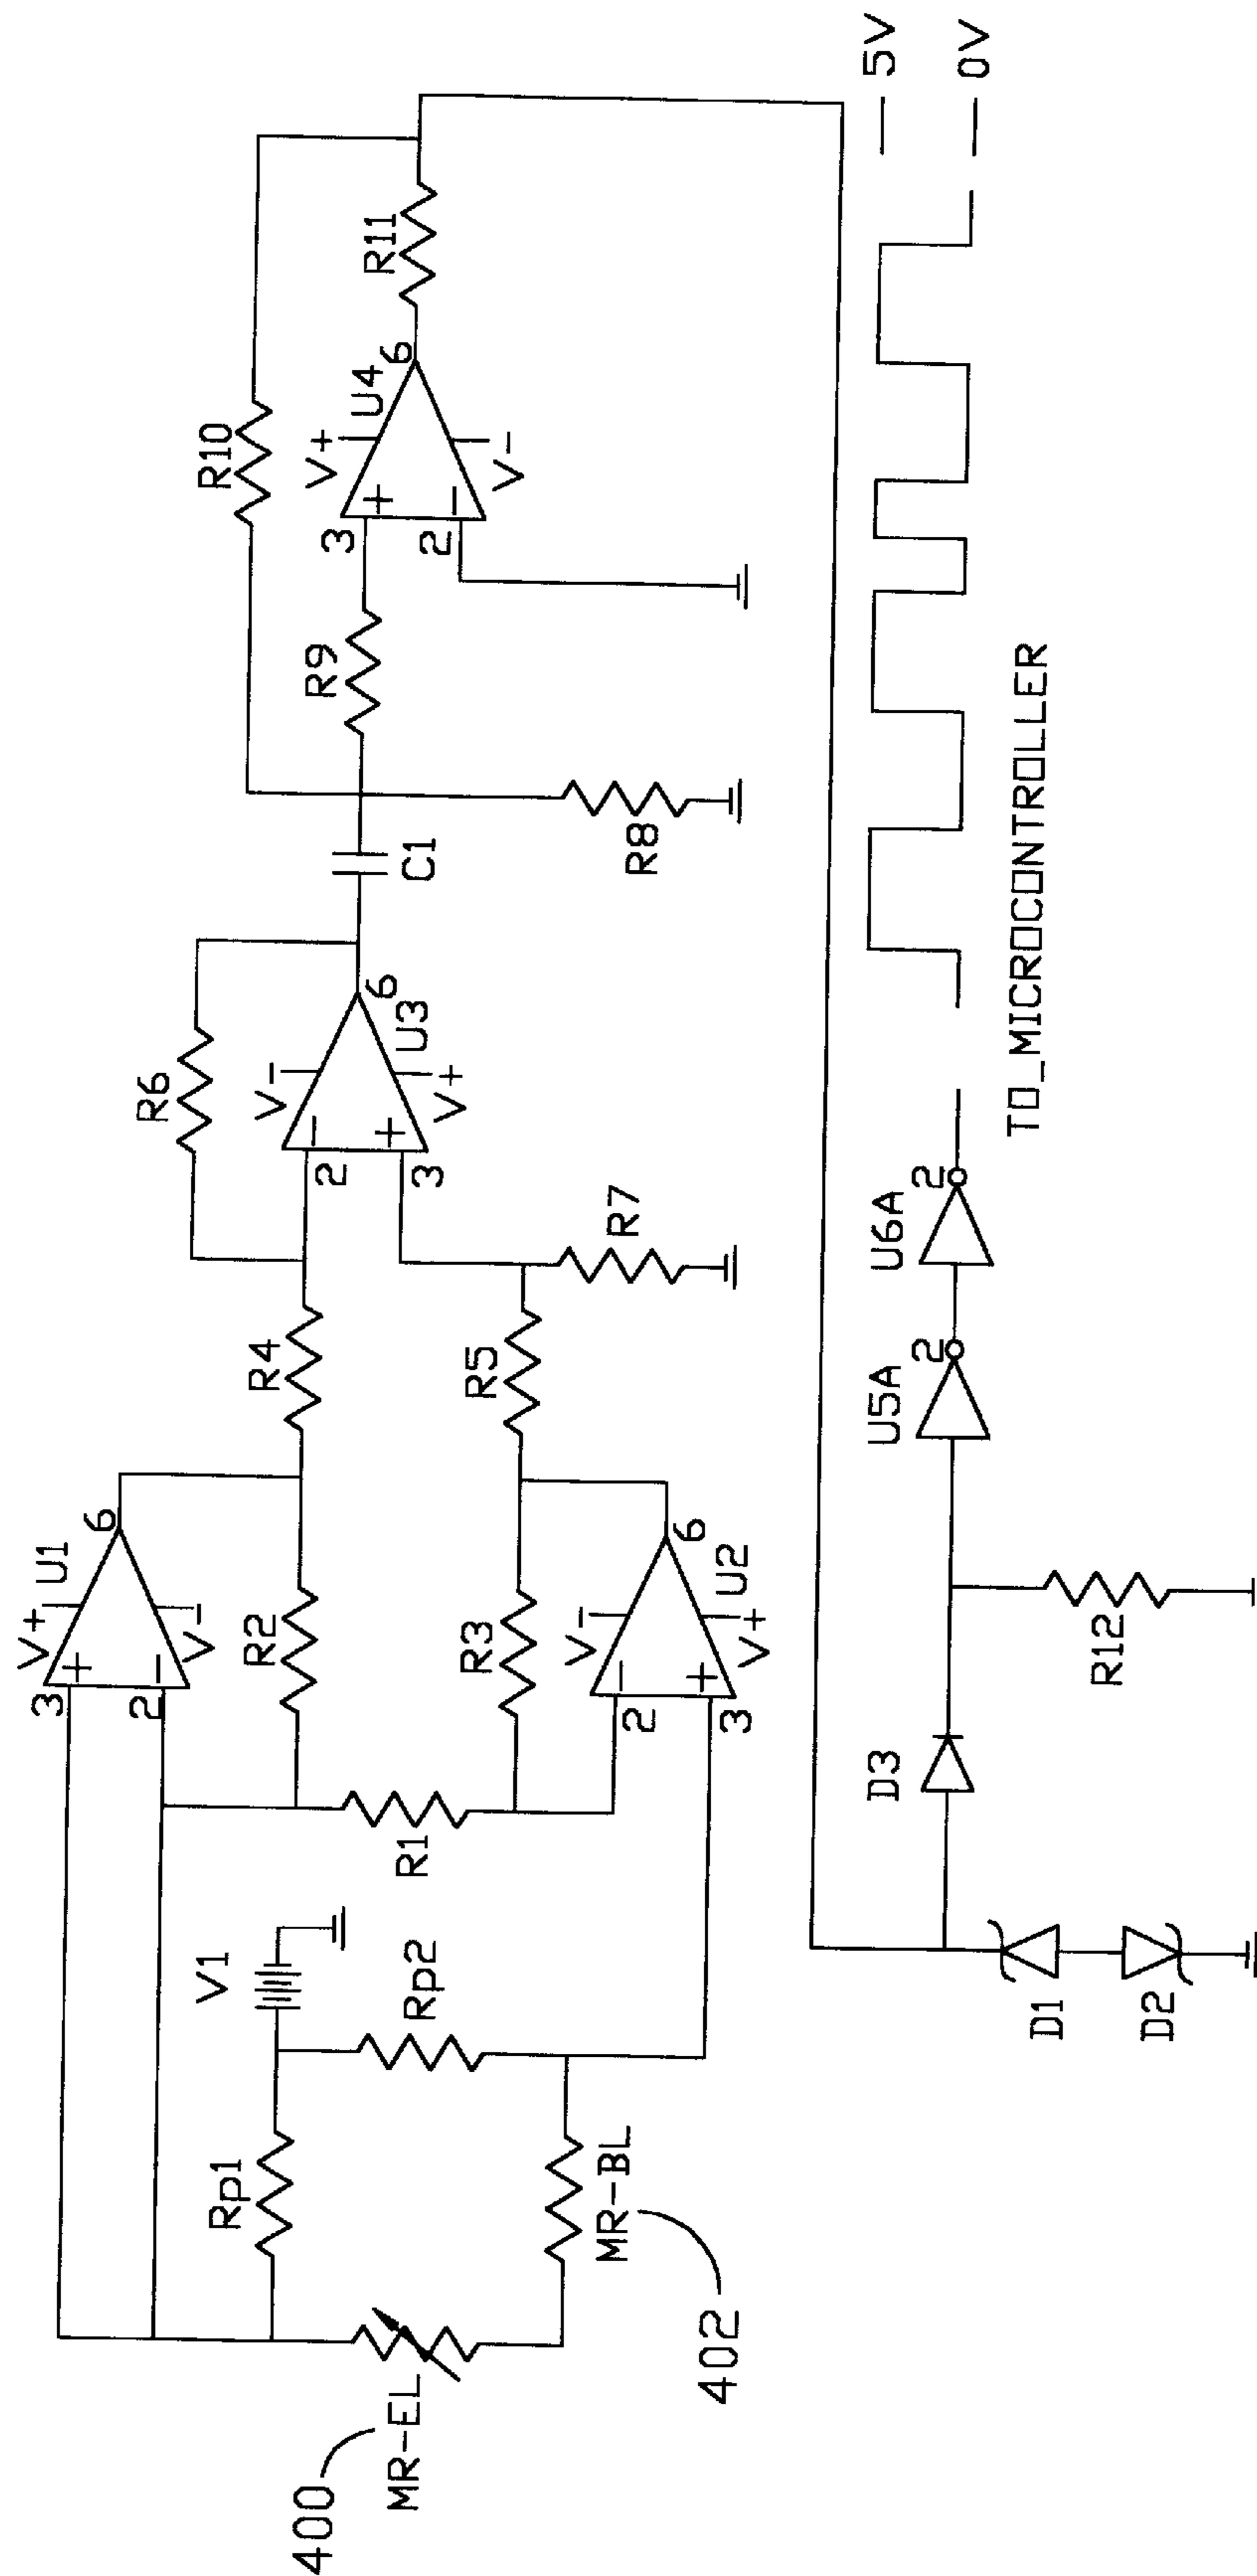 400
MR-EL
402
MR-BL
Rp1
Rp2
V1
R1
3
2
V+
V-
U1
6
R2
R3
2
3
V-
V+
U2
6
R4
R5
R6
R7
2
3
V-
V+
U3
6
C1
R8
R9
R10
3
2
V+
V-
U4
6
R11
D1
D2
D3
R12
U5A
2
U6A
2
TO_MICROCONTROLLER
5V
0V